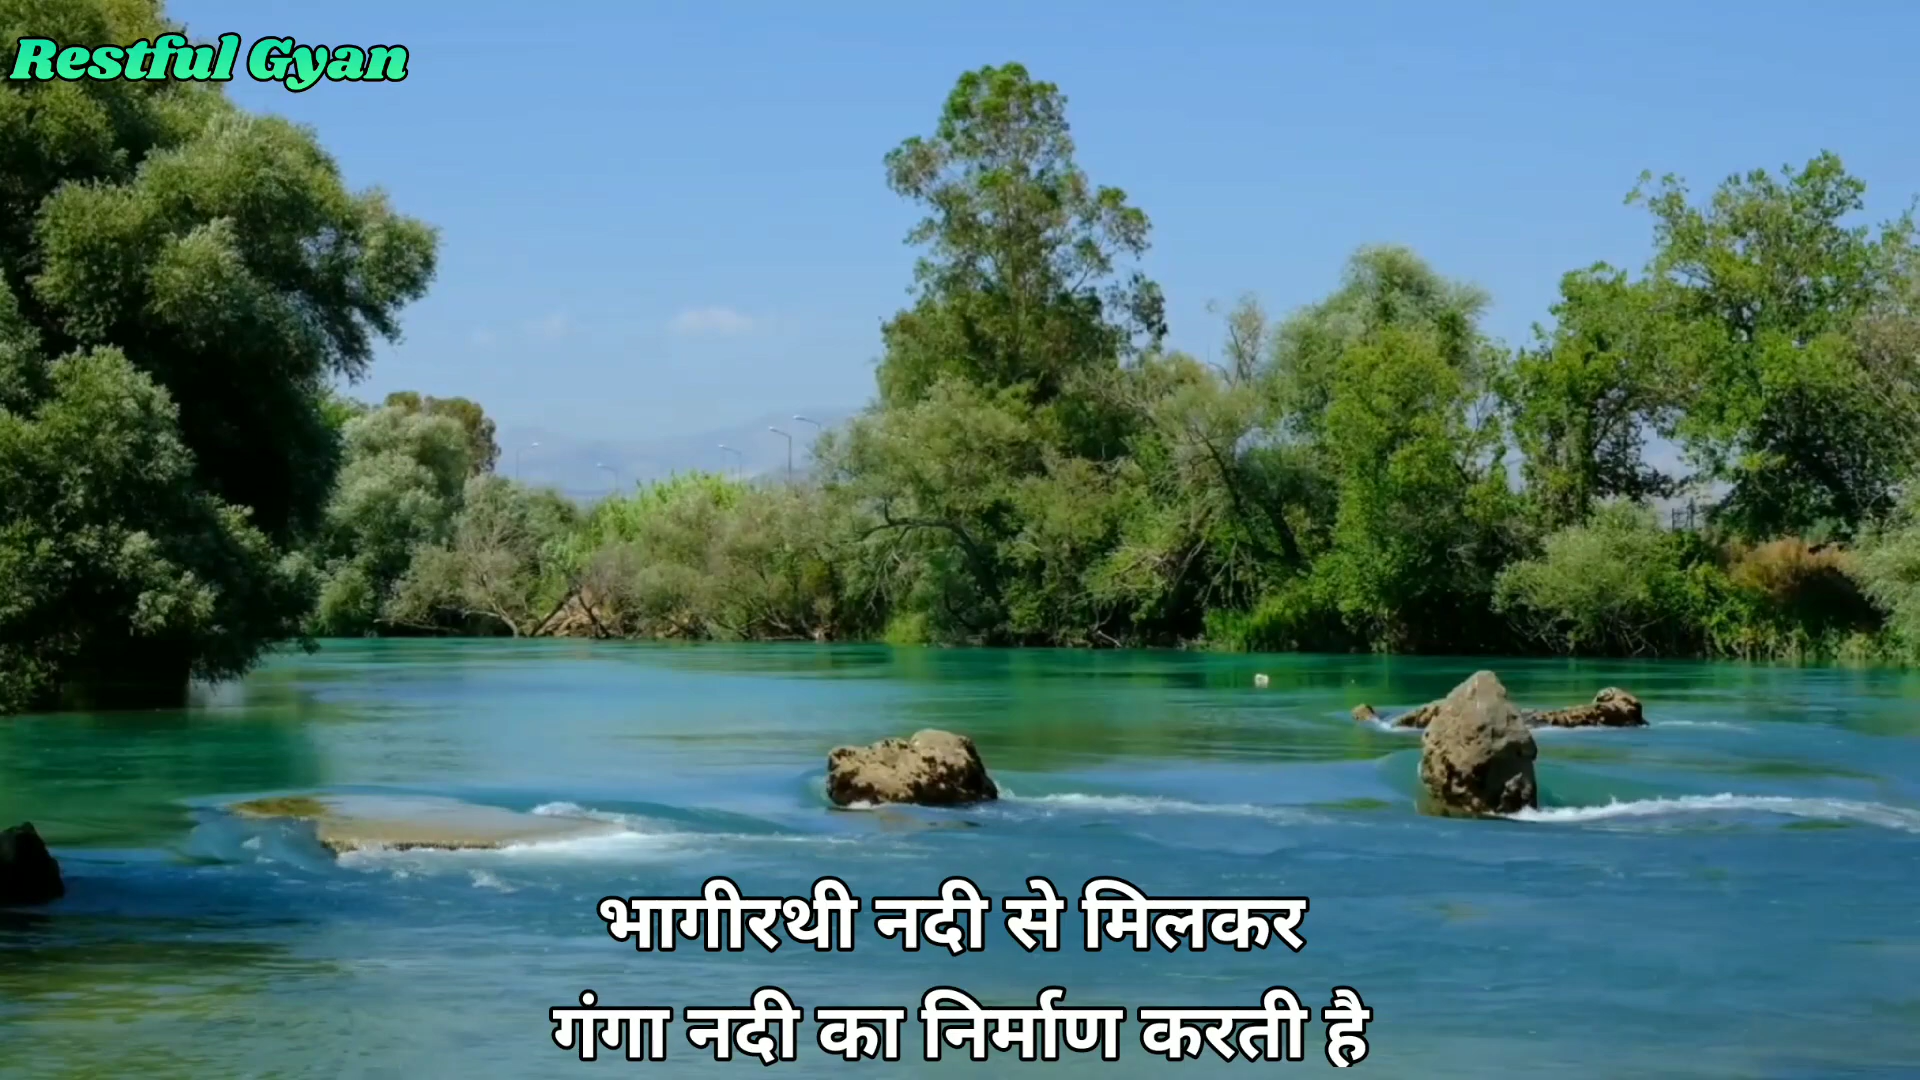 Restful Gyan
भागीरथी नदी से मिलकर
गंगा नदी का निर्माण करती है